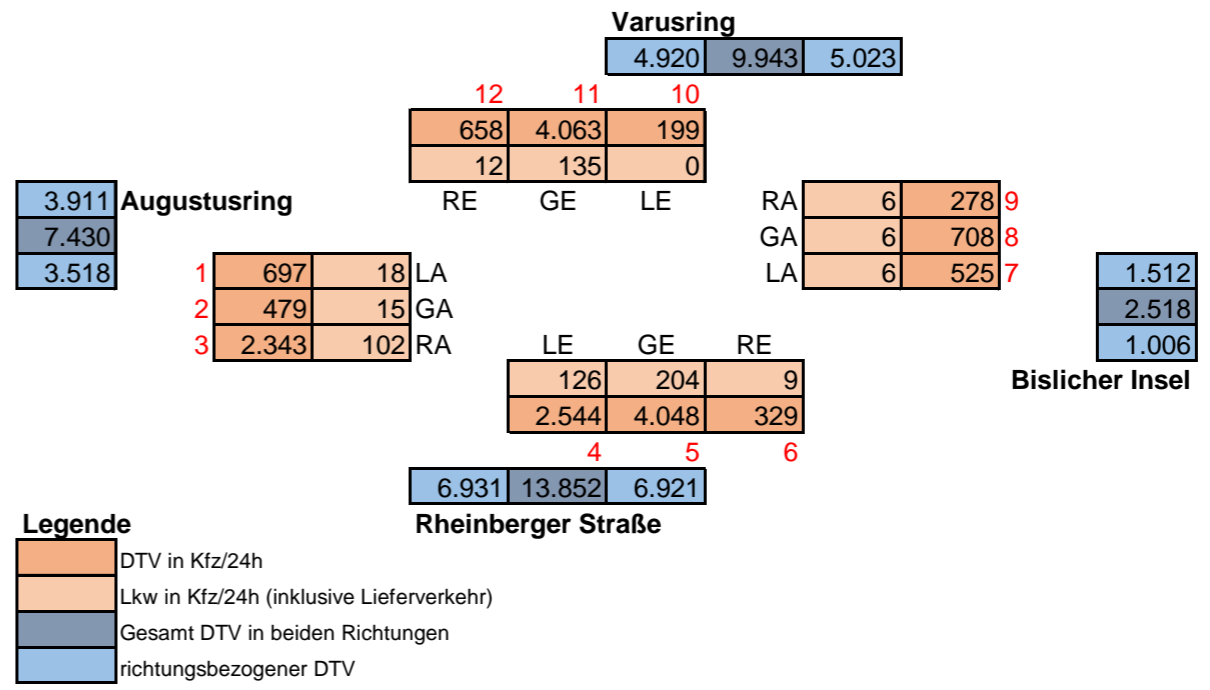 Varusring
4.920 9.943 5.023
12 11 10
658 4.063 199
12 135 0
RE GE LE
3.911 Augustusring
7.430
3.518
RA 6 278 9
GA 6 708 8
LA 6 525 7
1 697 18 LA
2 479 15 GA
3 2.343 102 RA
1.512
2.518
1.006
Bislicher Insel
LE GE RE
126 204 9
2.544 4.048 329
4 5 6
6.931 13.852 6.921
Rheinberger Straße
Legende
DTV in Kfz/24h
Lkw in Kfz/24h (inklusive Lieferverkehr)
Gesamt DTV in beiden Richtungen
richtungsbezogener DTV